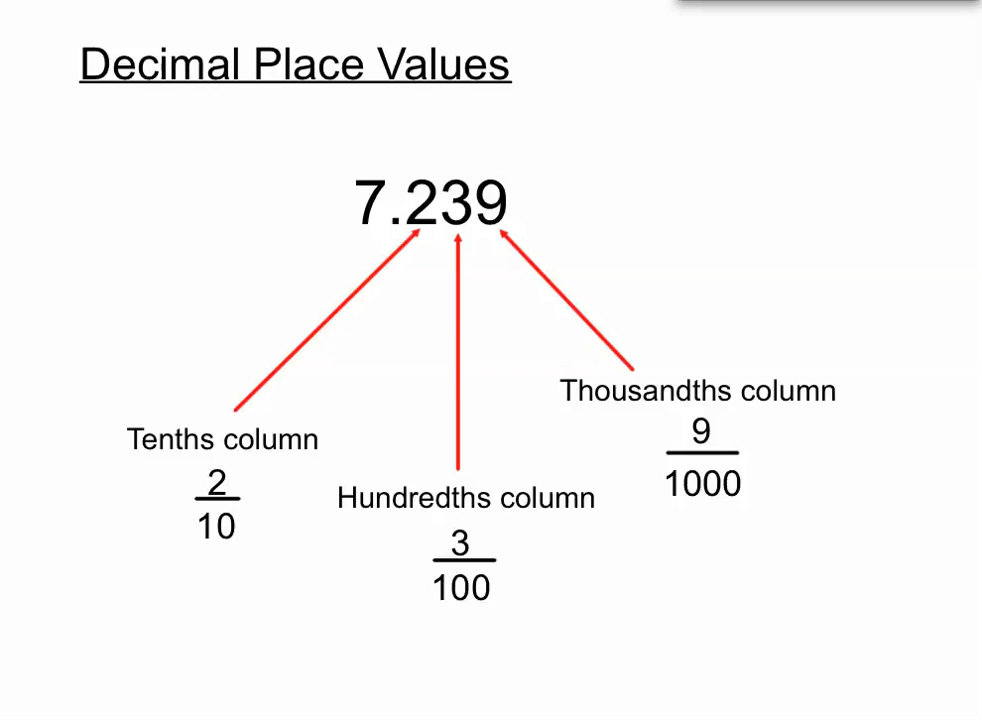 Decimal Place Values
7.239
Tenths column
2
10
Hundredths column
3
100
Thousandths column
9
1000